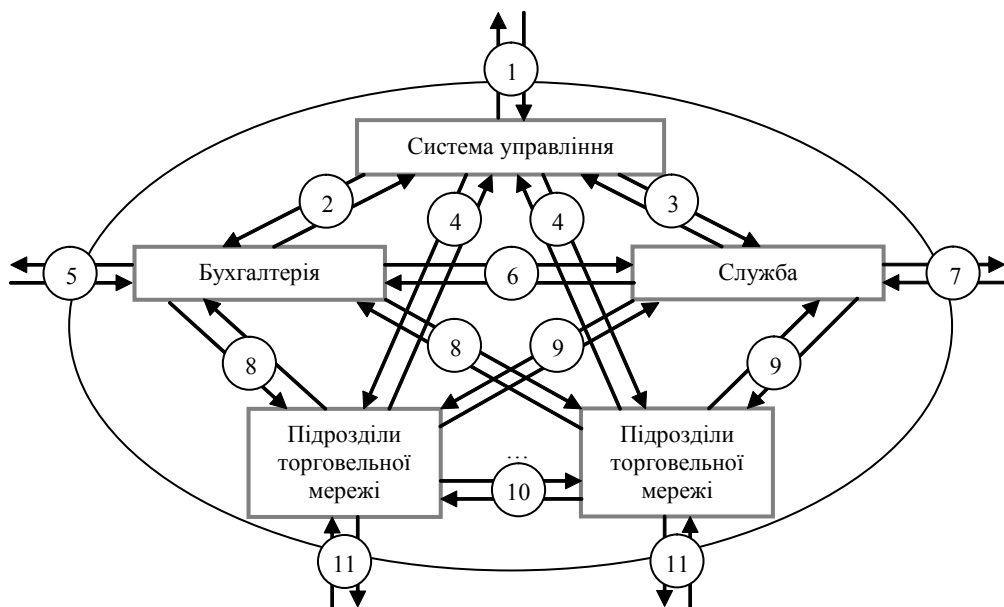 1
Система управління
2
4
4
3
5
Бухгалтерія
6
Служба
7
8
8
9
9
Підрозділи
торговельної
мережі
…
10
Підрозділи
торговельної
мережі
11
11